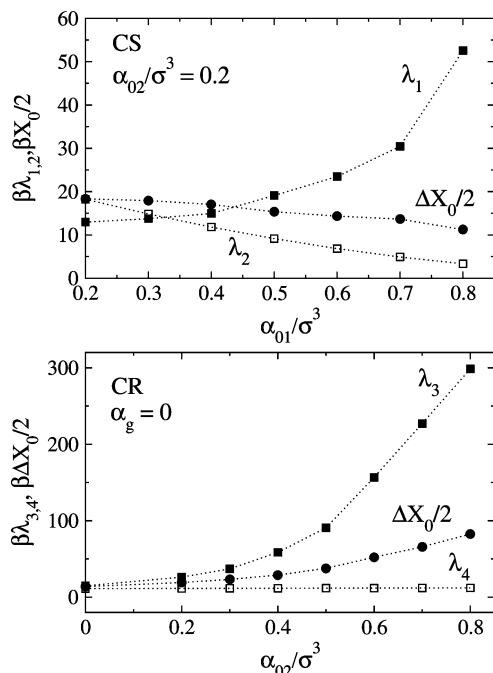 60
50
40
30
20
10
0
CS
α₀₂/σ³ = 0.2
λ₁
ΔX₀/2
λ₂
βλ₁,₂,βX₀/2
0.2 0.3 0.4 0.5 0.6 0.7 0.8
α₀₁/σ³
300
200
100
0
CR
α_g = 0
λ₃
ΔX₀/2
λ₄
βλ₃,₄, βΔX₀/2
0 0.2 0.4 0.6 0.8
α₀₂/σ³